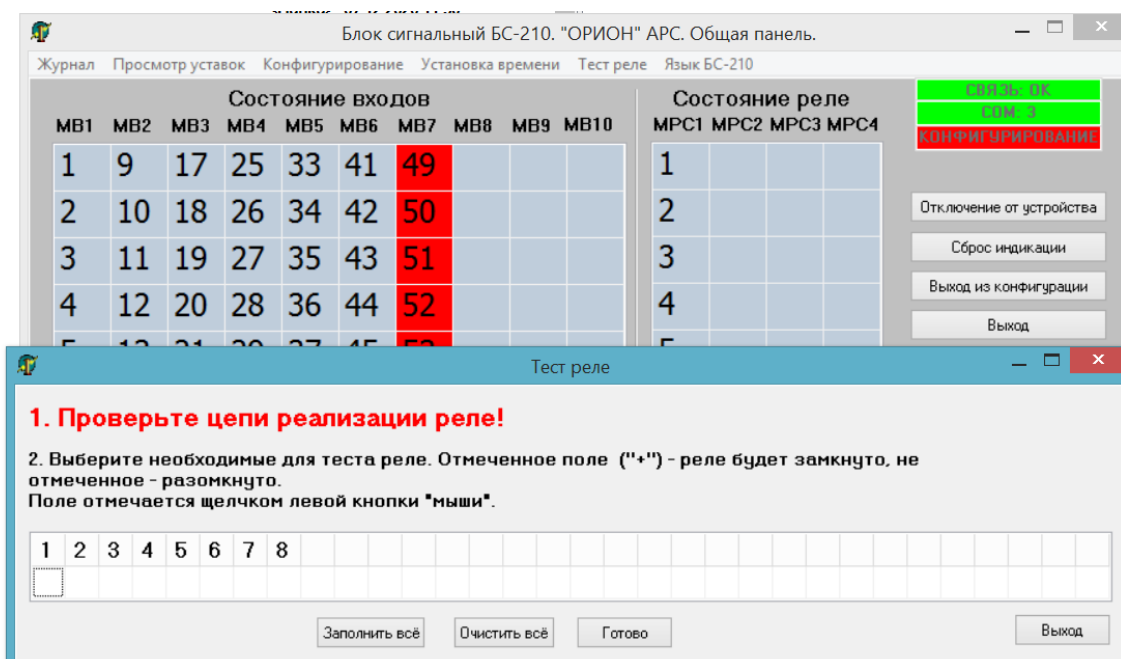 Блок сигнальный БС-210. "ОРИОН" АРС. Общая панель.
Журнал Просмотр уставок Конфигурирование Установка времени Тест реле Язык БС-210
Состояние входов
МВ1 МВ2 МВ3 МВ4 МВ5 МВ6 МВ7 МВ8 МВ9 МВ10
1 9 17 25 33 41 49
2 10 18 26 34 42 50
3 11 19 27 35 43 51
4 12 20 28 36 44 52
Состояние реле
МРС1 МРС2 МРС3 МРС4
1
2
3
4
СВЯЗЬ: ОК
СОМ: 3
КОНФИГУРИРОВАНИЕ
Отключение от устройства
Сброс индикации
Выход из конфигурации
Выход
Тест реле
1. Проверьте цепи реализации реле!
2. Выберите необходимые для теста реле. Отмеченное поле ("+") - реле будет замкнуто, не
отмеченное - разомкнуто.
Поле отмечается щелчком левой кнопки "мыши".
1 2 3 4 5 6 7 8
Заполнить всё Очистить всё Готово Выход